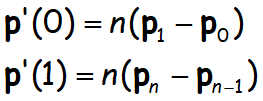 p'(0) = n(p₁ − p₀)
p'(1) = n(pₙ − pₙ₋₁)